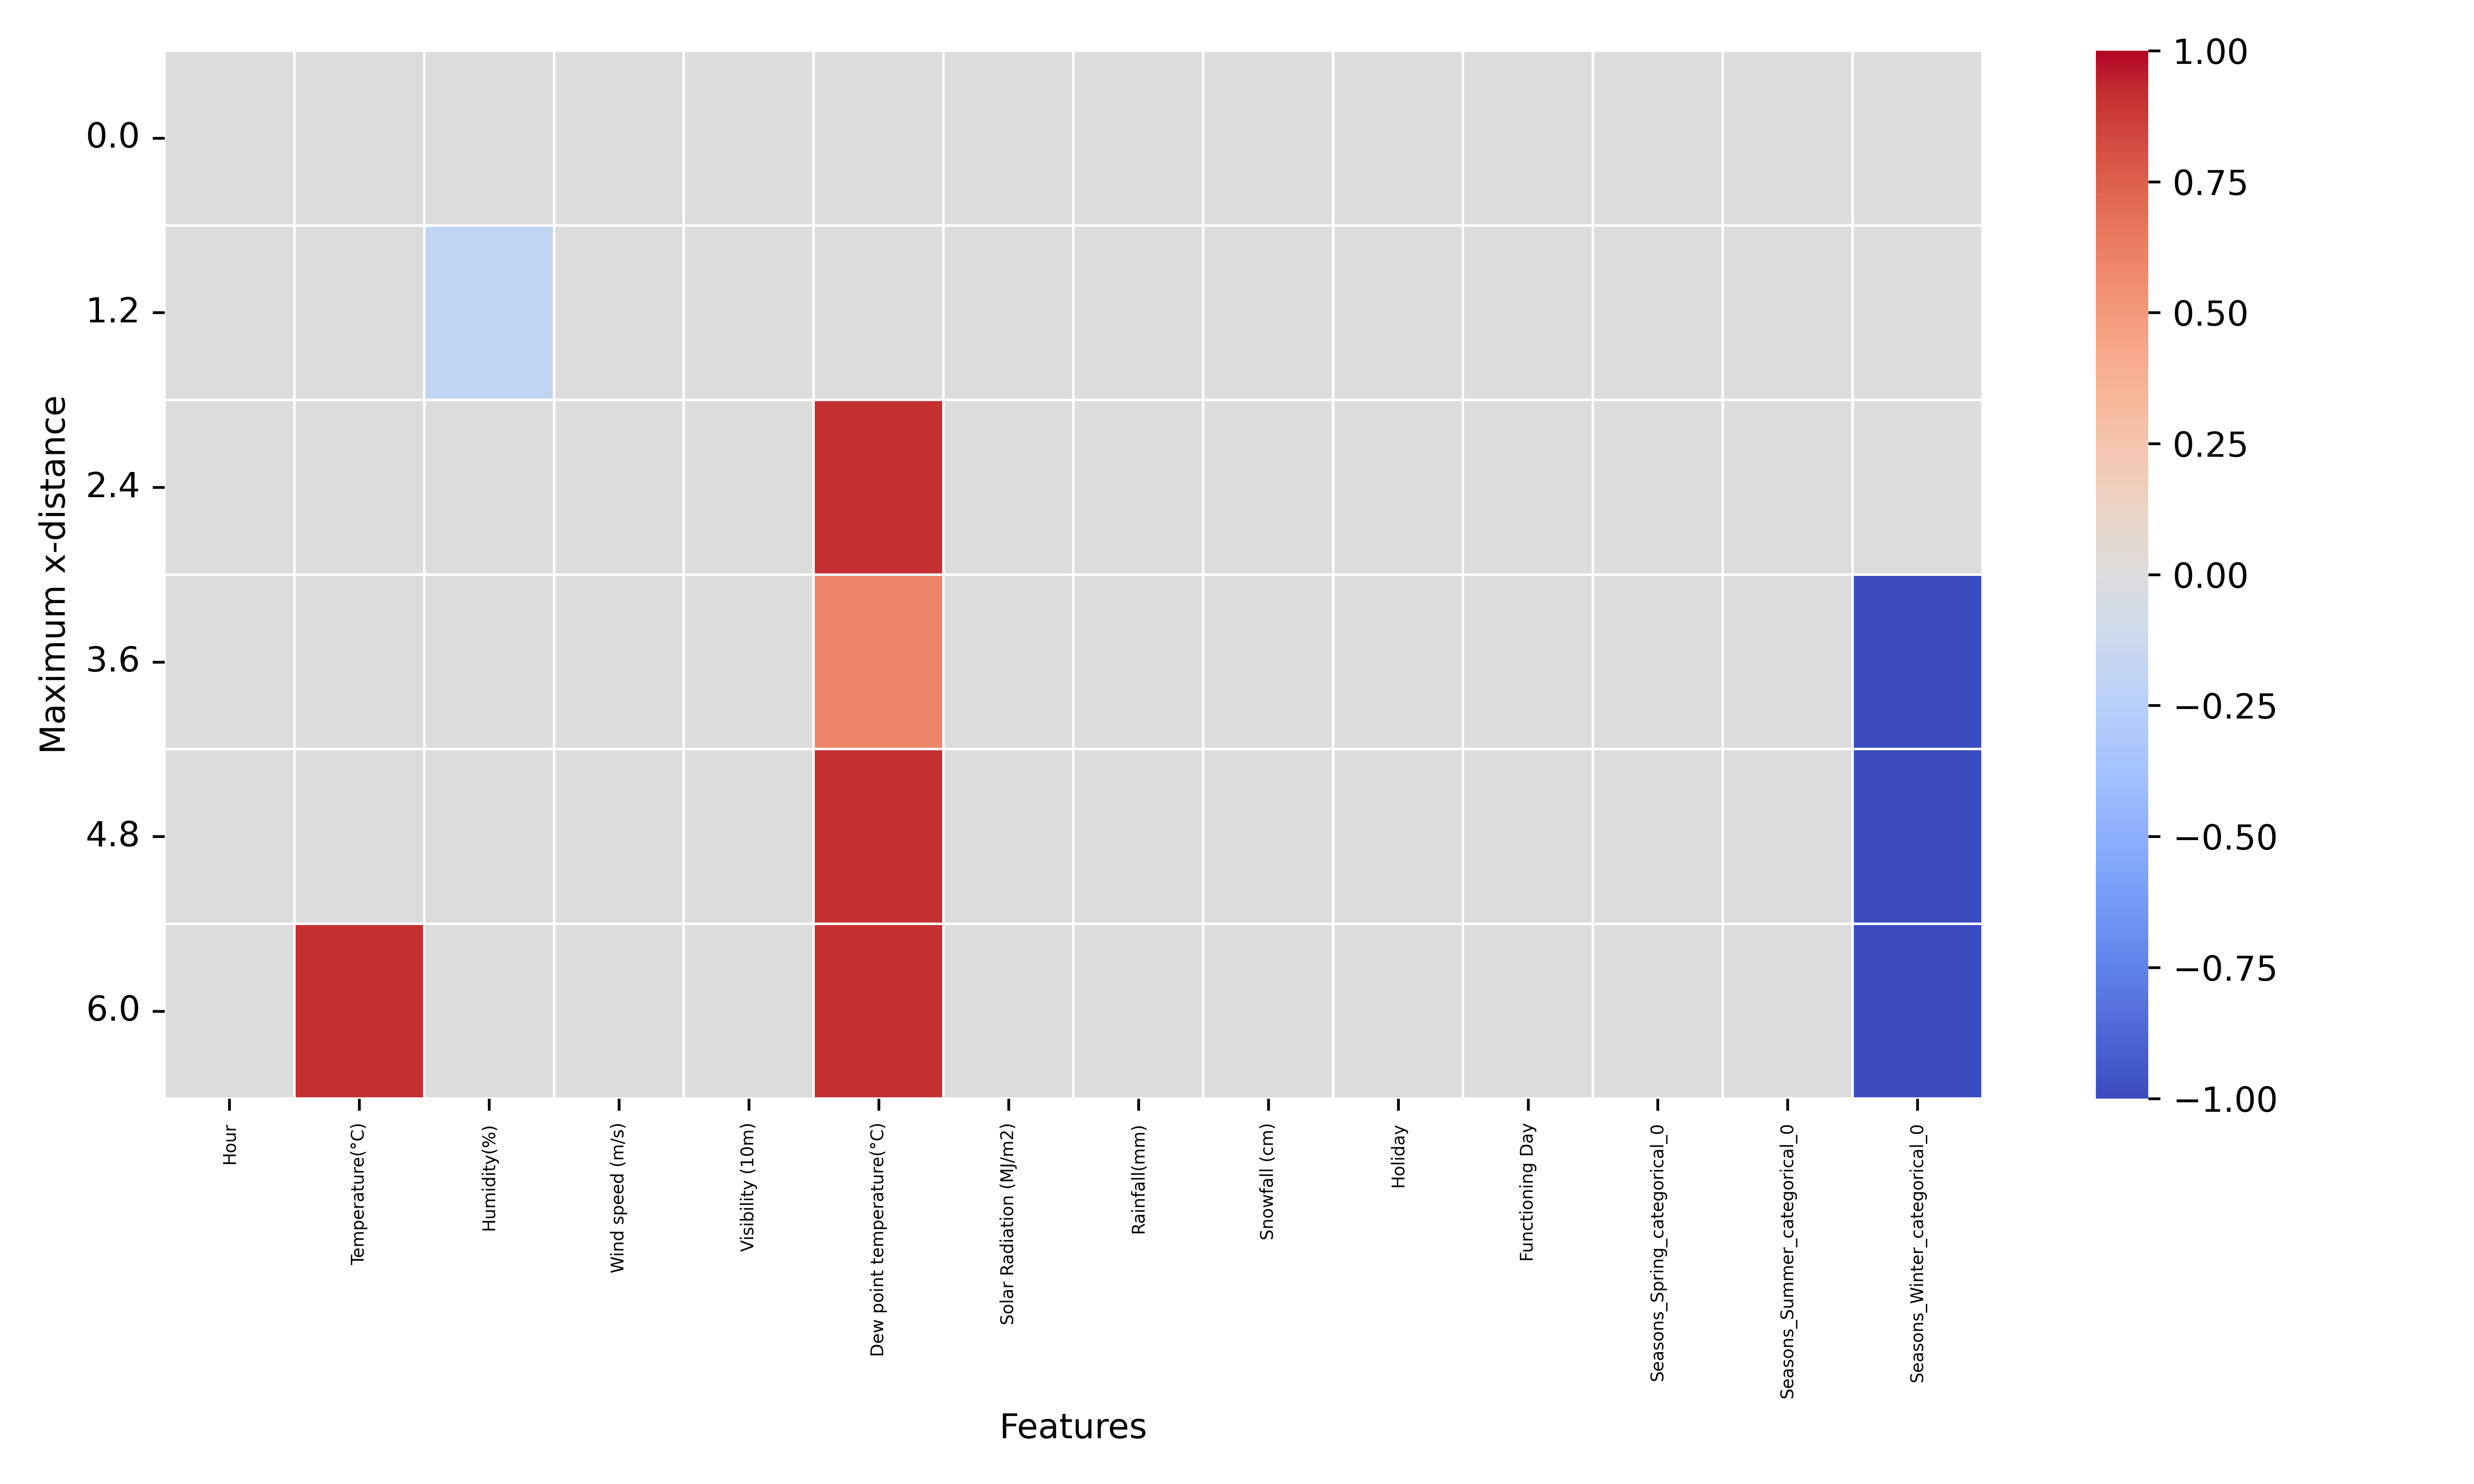 Maximum x-distance
0.0
1.2
2.4
3.6
4.8
6.0
Hour
Temperature(°C)
Humidity(%)
Wind speed (m/s)
Visibility (10m)
Dew point temperature(°C)
Solar Radiation (MJ/m2)
Rainfall(mm)
Snowfall (cm)
Holiday
Functioning Day
Seasons_Spring_categorical_0
Seasons_Summer_categorical_0
Seasons_Winter_categorical_0
Features
1.00
0.75
0.50
0.25
0.00
−0.25
−0.50
−0.75
−1.00